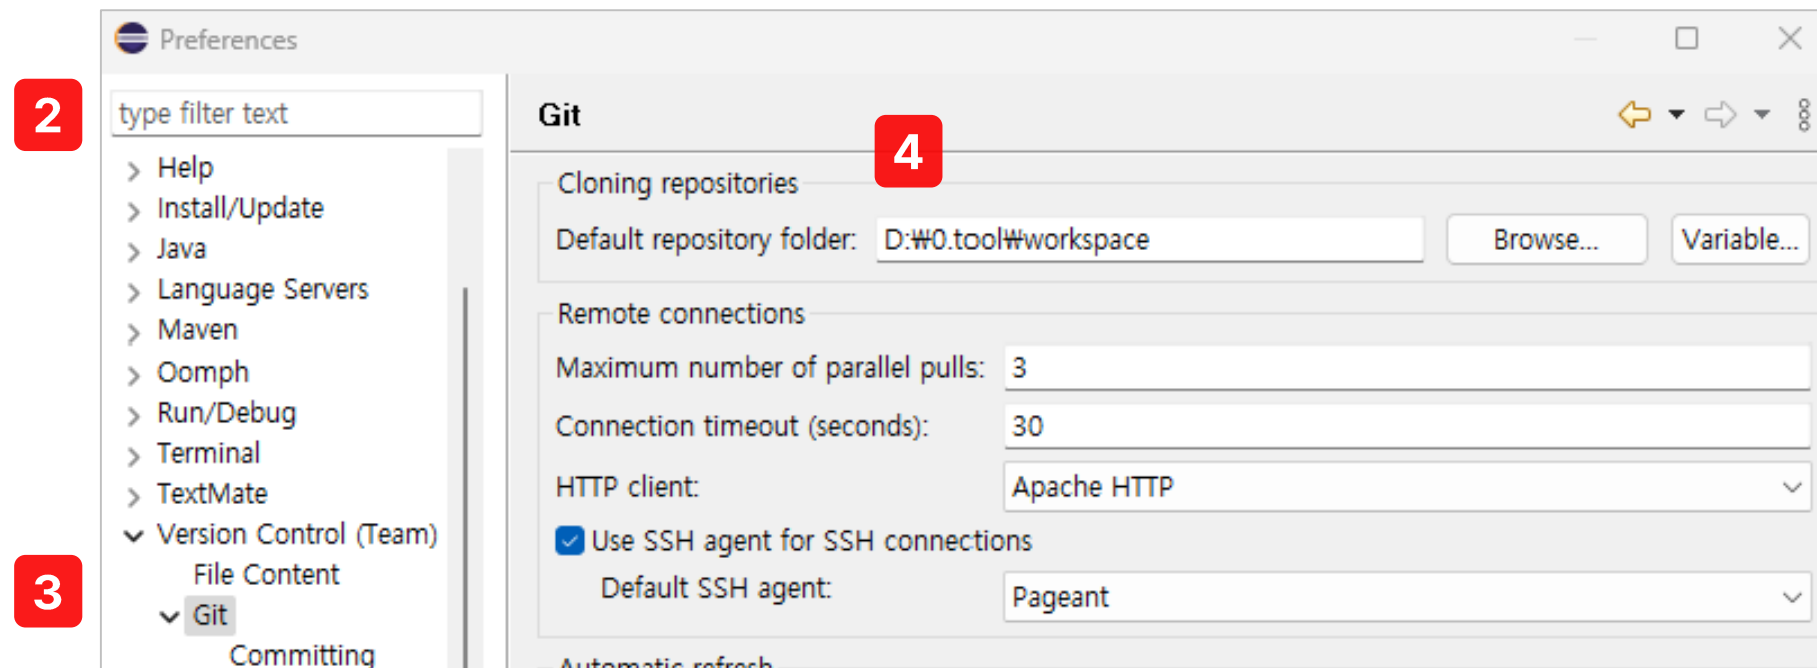 Preferences
2
type filter text
Help
Install/Update
Java
Language Servers
Maven
Oomph
Run/Debug
Terminal
TextMate
Version Control (Team)
File Content
3
Git
Committing
Git
4
Cloning repositories
Default repository folder: D:₩0.tool₩workspace Browse... Variable...
Remote connections
Maximum number of parallel pulls: 3
Connection timeout (seconds): 30
HTTP client: Apache HTTP
Use SSH agent for SSH connections
Default SSH agent: Pageant
Automatic refresh